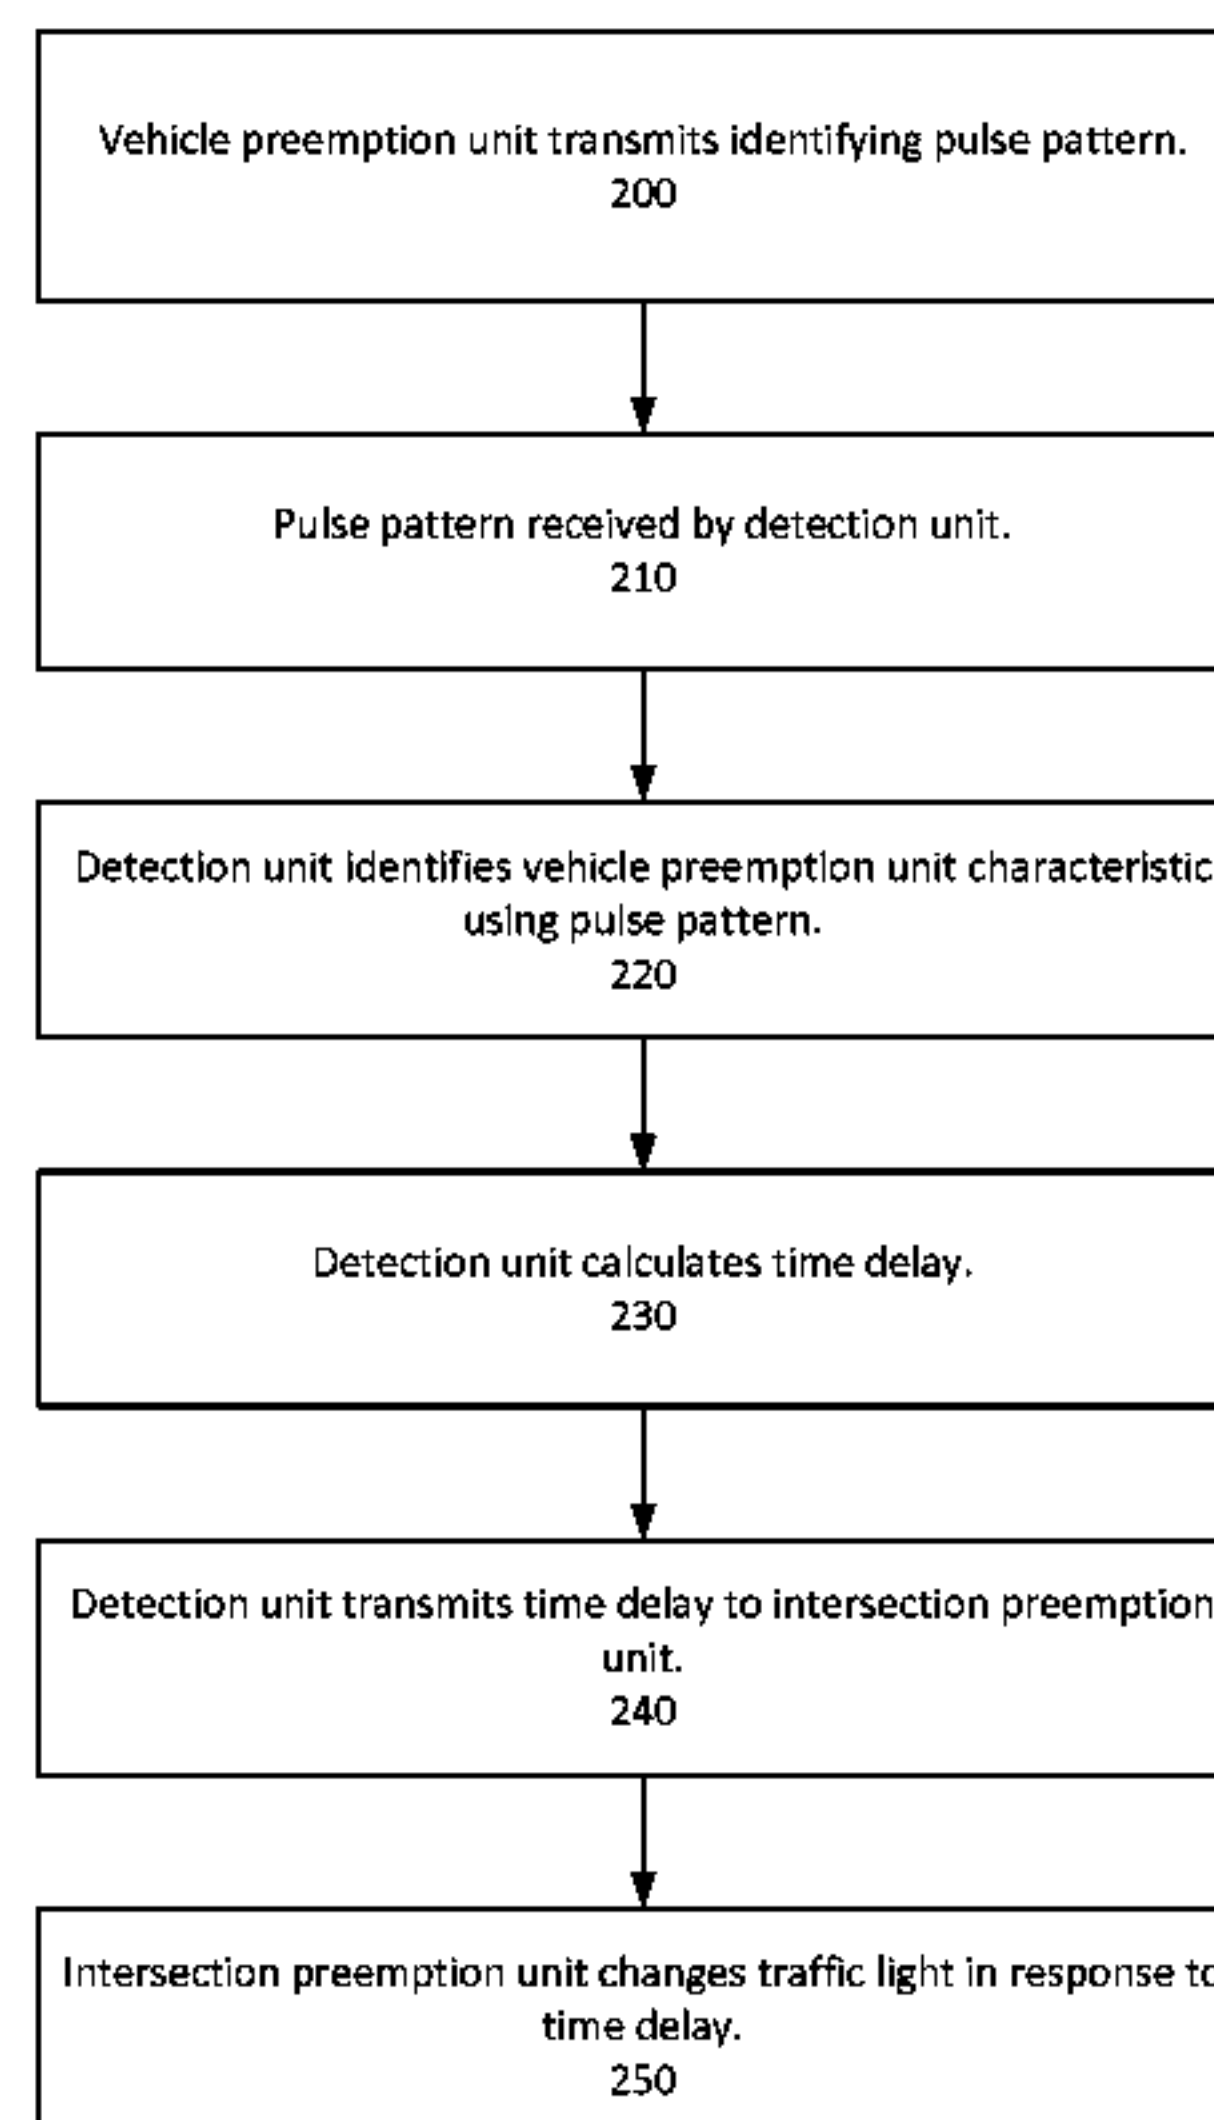 Vehicle preemption unit transmits identifying pulse pattern.
200
Pulse pattern received by detection unit.
210
Detection unit identifies vehicle preemption unit characteristic
using pulse pattern.
220
Detection unit calculates time delay.
230
Detection unit transmits time delay to intersection preemption
unit.
240
Intersection preemption unit changes traffic light in response to
time delay.
250